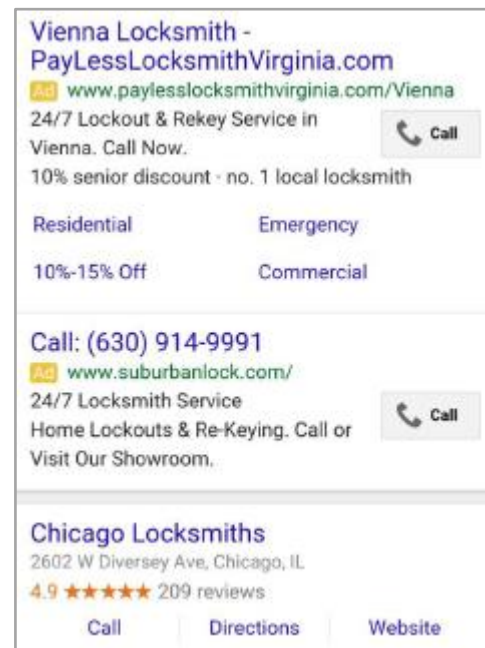 Vienna Locksmith -
PayLessLocksmithVirginia.com
Ad www.paylesslocksmithvirginia.com/Vienna
24/7 Lockout & Rekey Service in
Vienna. Call Now.
Call
10% senior discount · no. 1 local locksmith
Residential Emergency
10%-15% Off Commercial
Call: (630) 914-9991
Ad www.suburbanlock.com/
24/7 Locksmith Service
Home Lockouts & Re-Keying. Call or
Visit Our Showroom.
Call
Chicago Locksmiths
2602 W Diversey Ave, Chicago, IL
4.9 ★★★★★ 209 reviews
Call Directions Website